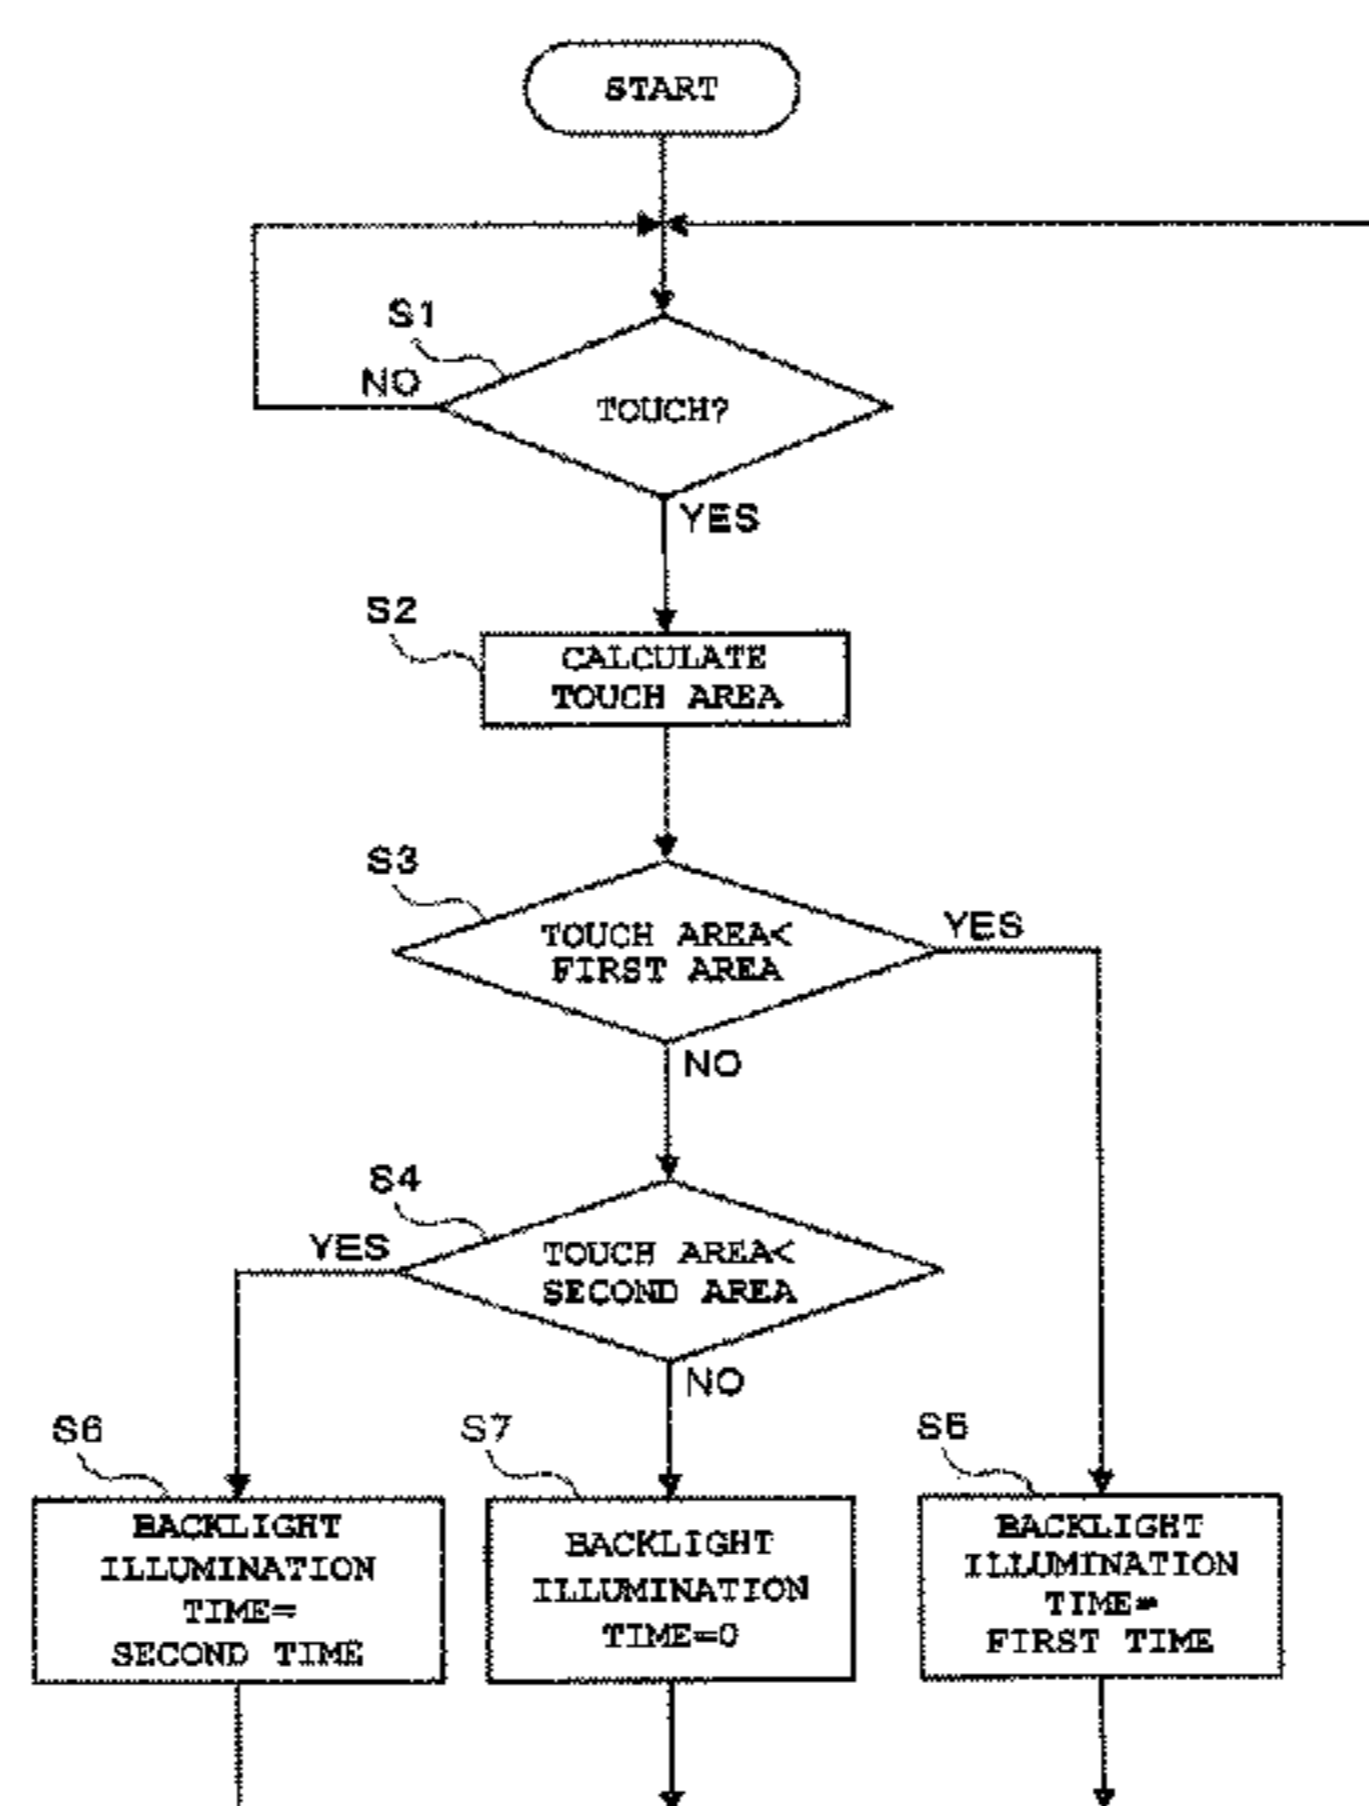 START
S1
NO
TOUCH?
YES
S2
CALCULATE
TOUCH AREA
S3
TOUCH AREA<
FIRST AREA
YES
NO
S4
YES
TOUCH AREA<
SECOND AREA
NO
S6
BACKLIGHT
ILLUMINATION
TIME=
SECOND TIME
S7
BACKLIGHT
ILLUMINATION
TIME=0
S5
BACKLIGHT
ILLUMINATION
TIME=
FIRST TIME